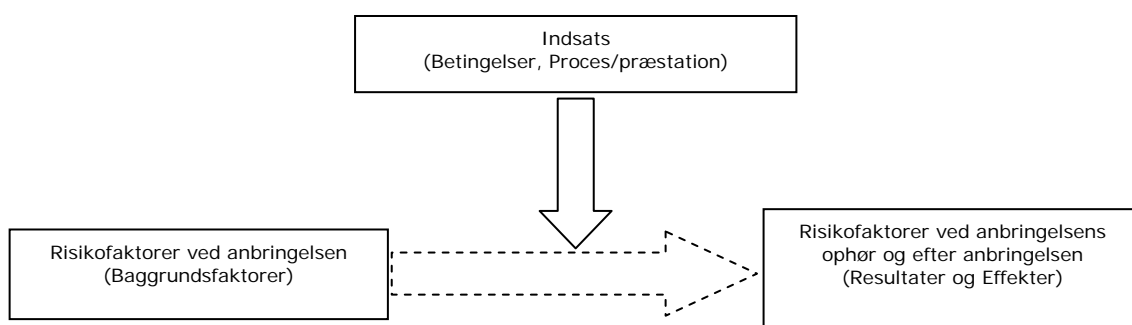 Indsats
(Betingelser, Proces/præstation)
Risikofaktorer ved anbringelsen
(Baggrundsfaktorer)
Risikofaktorer ved anbringelsens
ophør og efter anbringelsen
(Resultater og Effekter)